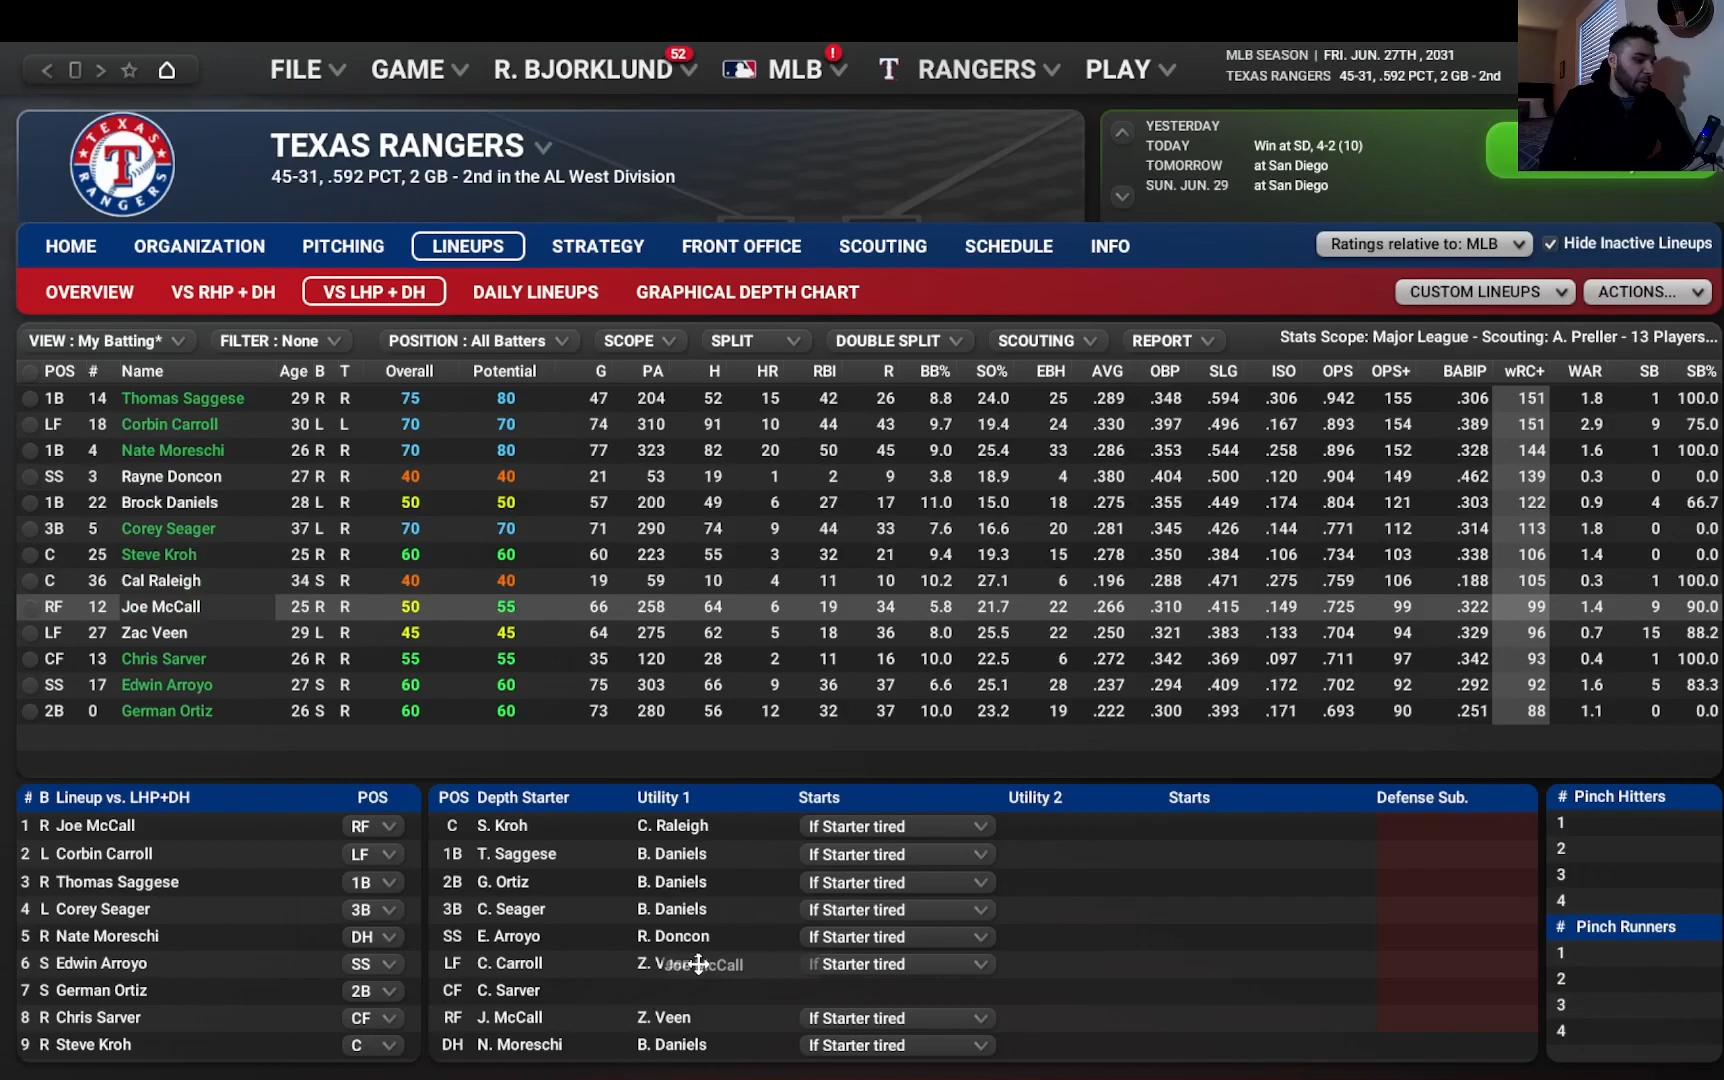 FILE GAME R. BJORKLUND 52 MLB ! T RANGERS PLAY
MLB SEASON | FRI. JUN. 27TH , 2031
TEXAS RANGERS 45-31, .592 PCT, 2 GB - 2nd
TEXAS RANGERS
TEXAS RANGERS
45-31, .592 PCT, 2 GB - 2nd in the AL West Division
YESTERDAY
TODAY Win at SD, 4-2 (10)
TOMORROW at San Diego
SUN. JUN. 29 at San Diego
HOME ORGANIZATION PITCHING LINEUPS STRATEGY FRONT OFFICE SCOUTING SCHEDULE INFO Ratings relative to: MLB Hide Inactive Lineups
OVERVIEW VS RHP + DH VS LHP + DH DAILY LINEUPS GRAPHICAL DEPTH CHART CUSTOM LINEUPS ACTIONS...
VIEW : My Batting* FILTER : None POSITION : All Batters SCOPE SPLIT DOUBLE SPLIT SCOUTING REPORT Stats Scope: Major League - Scouting: A. Preller - 13 Players...
POS # Name Age B T Overall Potential G PA H HR RBI R BB% SO% EBH AVG OBP SLG ISO OPS OPS+ BABIP wRC+ WAR SB SB%
1B 14 Thomas Saggese 29 R R 75 80 47 204 52 15 42 26 8.8 24.0 25 .289 .348 .594 .306 .942 155 .306 151 1.8 1 100.0
LF 18 Corbin Carroll 30 L L 70 70 74 310 91 10 44 43 9.7 19.4 24 .330 .397 .496 .167 .893 154 .389 151 2.9 9 75.0
1B 4 Nate Moreschi 26 R R 70 80 77 323 82 20 50 45 9.0 25.4 33 .286 .353 .544 .258 .896 152 .328 144 1.6 1 100.0
SS 3 Rayne Doncon 27 R R 40 40 21 53 19 1 2 9 3.8 18.9 4 .380 .404 .500 .120 .904 149 .462 139 0.3 0 0.0
1B 22 Brock Daniels 28 L R 50 50 57 200 49 6 27 17 11.0 15.0 18 .275 .355 .449 .174 .804 121 .303 122 0.9 4 66.7
3B 5 Corey Seager 37 L R 70 70 71 290 74 9 44 33 7.6 16.6 20 .281 .345 .426 .144 .771 112 .314 113 1.8 0 0.0
C 25 Steve Kroh 25 R R 60 60 60 223 55 3 32 21 9.4 19.3 15 .278 .350 .384 .106 .734 103 .338 106 1.4 0 0.0
C 36 Cal Raleigh 34 S R 40 40 19 59 10 4 11 10 10.2 27.1 6 .196 .288 .471 .275 .759 106 .188 105 0.3 1 100.0
RF 12 Joe McCall 25 R R 50 55 66 258 64 6 19 34 5.8 21.7 22 .266 .310 .415 .149 .725 99 .322 99 1.4 9 90.0
LF 27 Zac Veen 29 L R 45 45 64 275 62 5 18 36 8.0 25.5 22 .250 .321 .383 .133 .704 94 .329 96 0.7 15 88.2
CF 13 Chris Sarver 26 R R 55 55 35 120 28 2 11 16 10.0 22.5 6 .272 .342 .369 .097 .711 97 .342 93 0.4 1 100.0
SS 17 Edwin Arroyo 27 S R 60 60 75 303 66 9 36 37 6.6 25.1 28 .237 .294 .409 .172 .702 92 .292 92 1.6 5 83.3
2B 0 German Ortiz 26 S R 60 60 73 280 56 12 32 37 10.0 23.2 19 .222 .300 .393 .171 .693 90 .251 88 1.1 0 0.0
# B Lineup vs. LHP+DH POS
1 R Joe McCall RF
2 L Corbin Carroll LF
3 R Thomas Saggese 1B
4 L Corey Seager 3B
5 R Nate Moreschi DH
6 S Edwin Arroyo SS
7 S German Ortiz 2B
8 R Chris Sarver CF
9 R Steve Kroh C
POS Depth Starter Utility 1 Starts Utility 2 Starts Defense Sub.
C S. Kroh C. Raleigh If Starter tired
1B T. Saggese B. Daniels If Starter tired
2B G. Ortiz B. Daniels If Starter tired
3B C. Seager B. Daniels If Starter tired
SS E. Arroyo R. Doncon If Starter tired
LF C. Carroll Z. If Starter tired
CF C. Sarver
RF J. McCall Z. Veen If Starter tired
DH N. Moreschi B. Daniels If Starter tired
# Pinch Hitters
1
2
3
4
# Pinch Runners
1
2
3
4